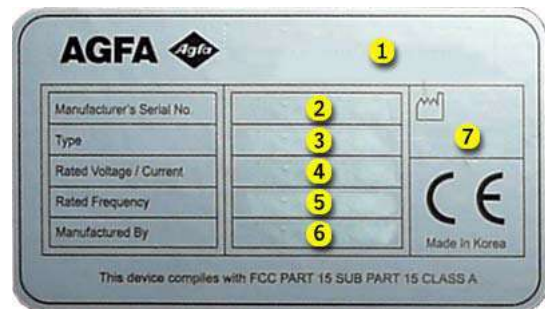 AGFA Agfa 1
Manufacturer's Serial No. 2
Type 3
Rated Voltage / Current 4
Rated Frequency 5
Manufactured By 6
7
CE
Made In Korea
This device complies with FCC PART 15 SUB PART 15 CLASS A